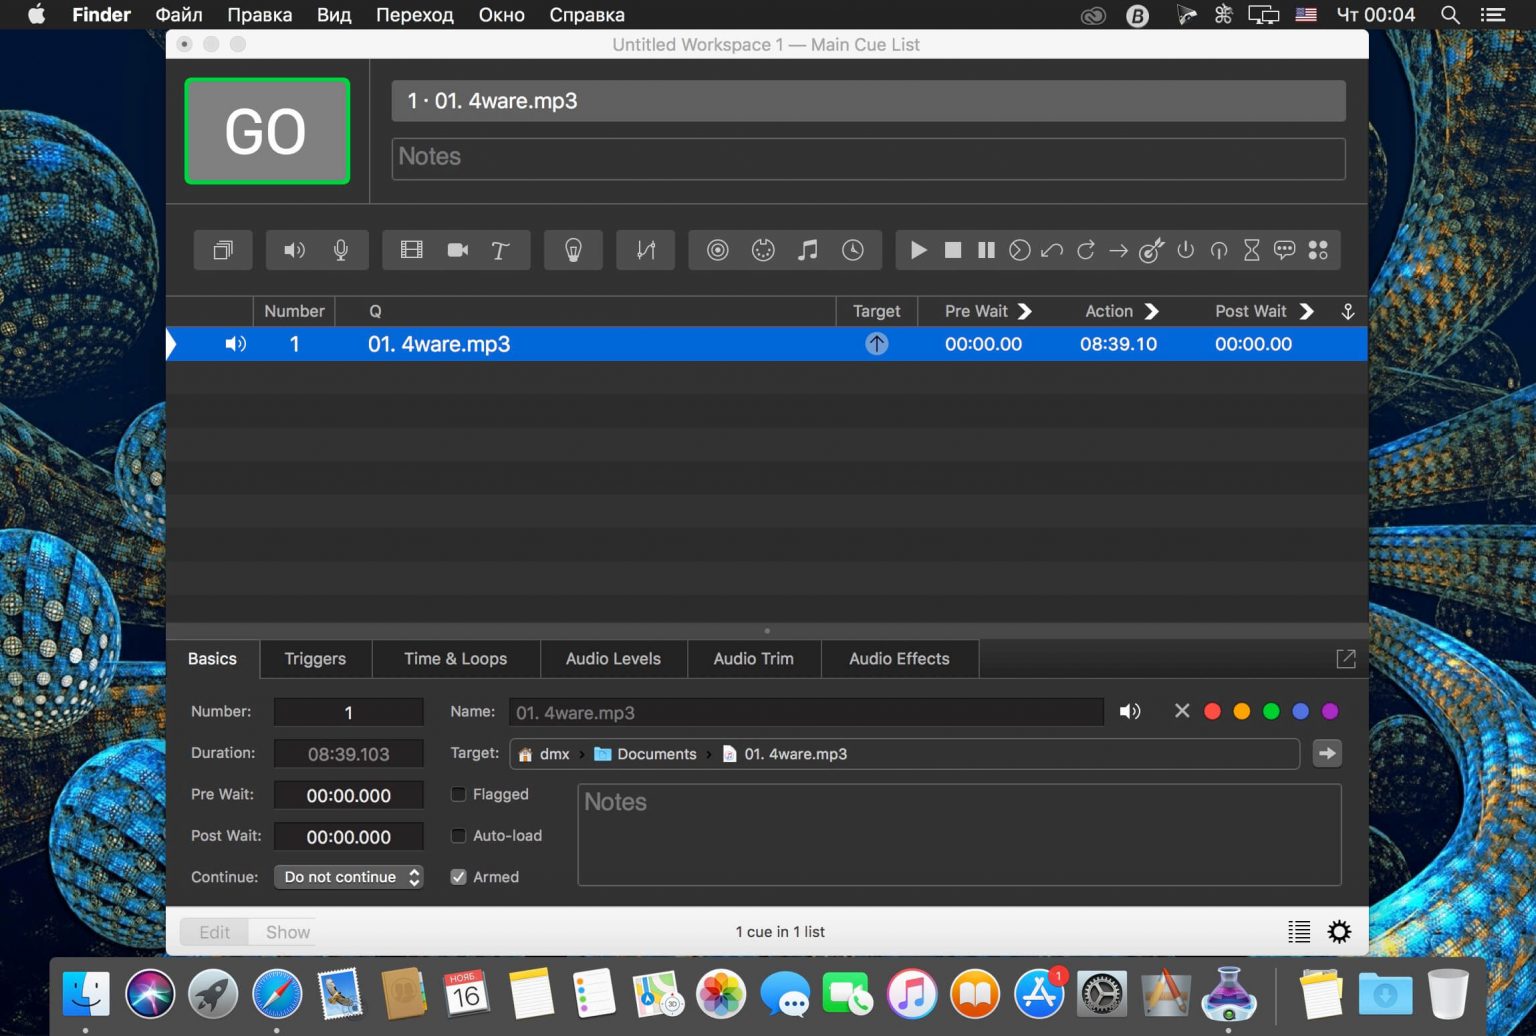 Finder Файл Правка Вид Переход Окно Справка Чт 00:04
Untitled Workspace 1 — Main Cue List
GO
1 · 01. 4ware.mp3
Notes
Number Q Target Pre Wait Action Post Wait
1 01. 4ware.mp3 00:00.00 08:39.10 00:00.00
Basics Triggers Time & Loops Audio Levels Audio Trim Audio Effects
Number: 1 Name: 01. 4ware.mp3
Duration: 08:39.103 Target: dmx Documents 01. 4ware.mp3
Pre Wait: 00:00.000 Flagged Notes
Post Wait: 00:00.000 Auto-load
Continue: Do not continue Armed
Edit Show 1 cue in 1 list
НОЯБ.
16
3D
1